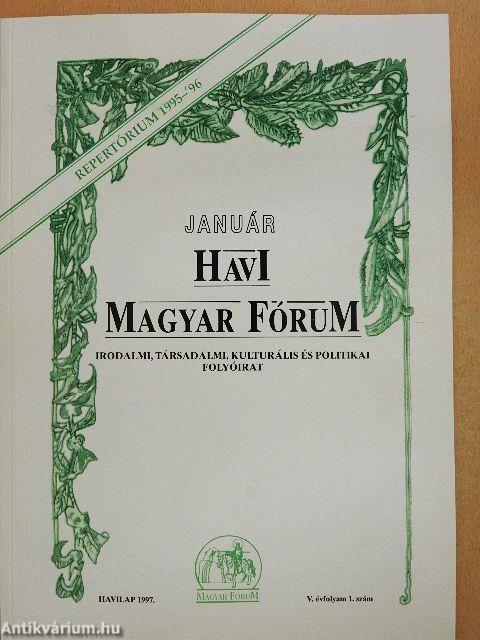 REPERTÓRIUM 1995-'96
JANUÁR
HAVI
MAGYAR FÓRUM
IRODALMI, TÁRSADALMI, KULTURÁLIS ÉS POLITIKAI
FOLYÓIRAT
MAGYAR FÓRUM
HAVILAP 1997.
V. évfolyam 1. szám
Antikvárium.hu